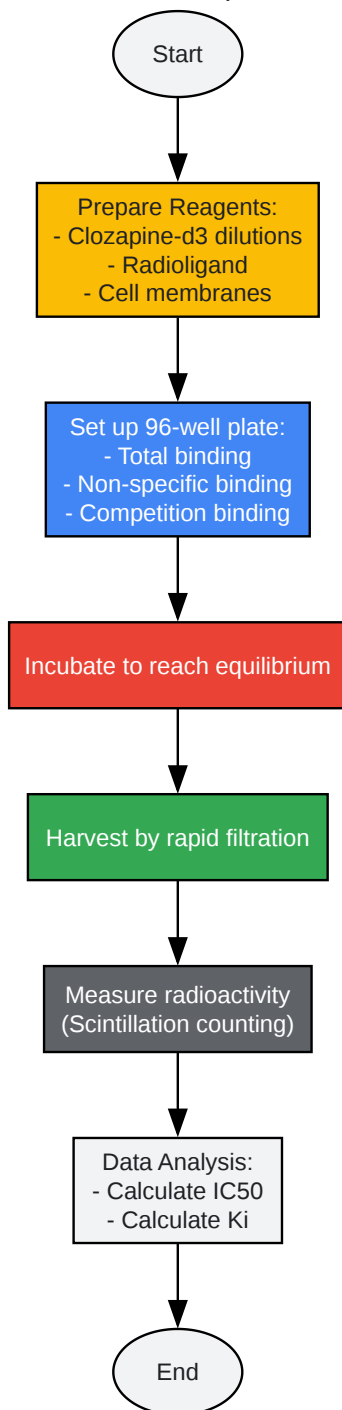 Start
Prepare Reagents:
- Clozapine-d3 dilutions
- Radioligand
- Cell membranes
Set up 96-well plate:
- Total binding
- Non-specific binding
- Competition binding
Incubate to reach equilibrium
Harvest by rapid filtration
Measure radioactivity
(Scintillation counting)
Data Analysis:
- Calculate IC50
- Calculate Ki
End